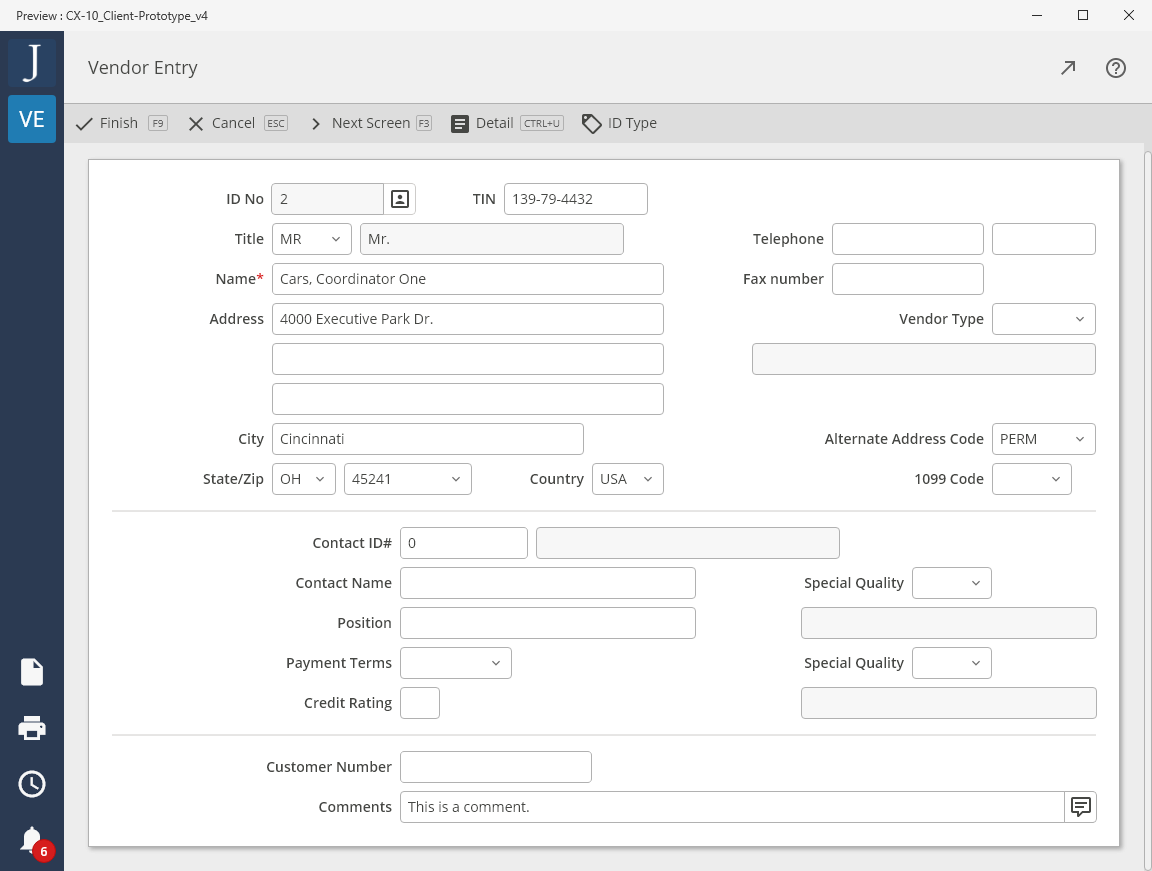 Preview : CX-10_Client-Prototype_v4
J
Vendor Entry
VE
Finish F9 Cancel ESC Next Screen F3 Detail CTRL+U ID Type
ID No 2 TIN 139-79-4432
Title MR Mr. Telephone
Name* Cars, Coordinator One Fax number
Address 4000 Executive Park Dr. Vendor Type
City Cincinnati Alternate Address Code PERM
State/Zip OH 45241 Country USA 1099 Code
Contact ID# 0
Contact Name Special Quality
Position
Payment Terms Special Quality
Credit Rating
Customer Number
Comments This is a comment.
6